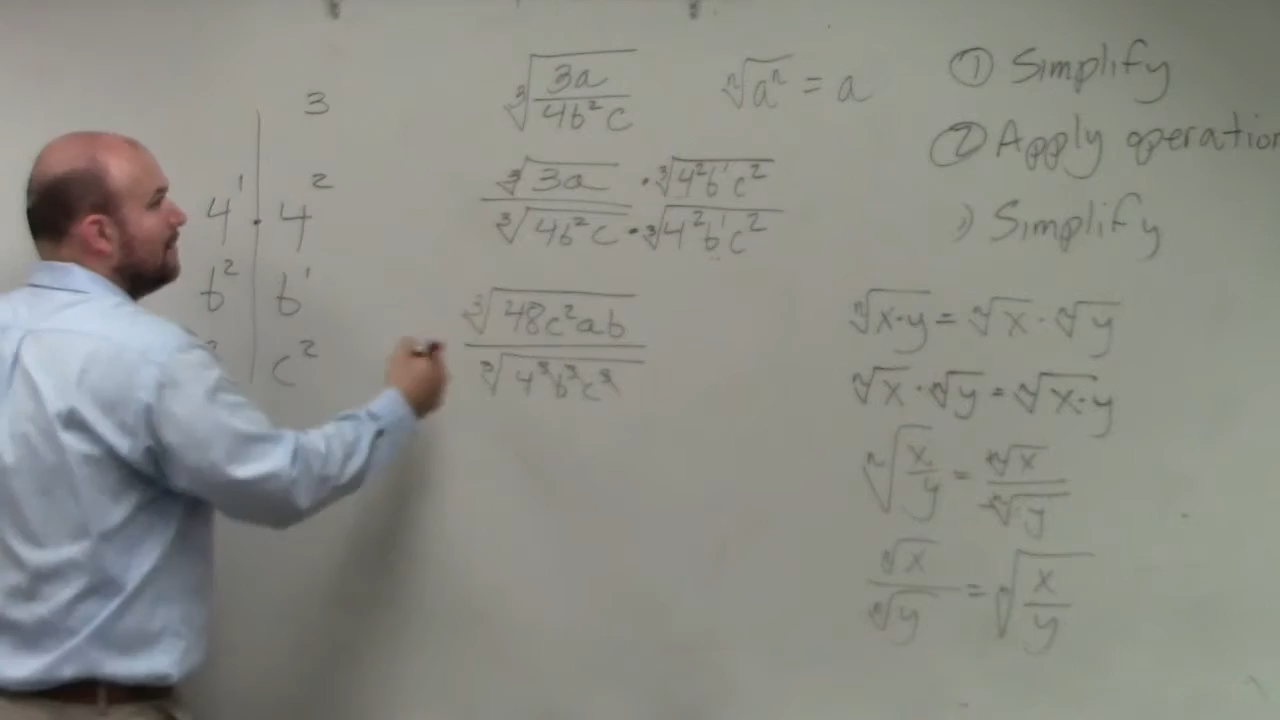 3
4¹ · 4²
b² b¹
² c²
∛(3a/4b²c)
ⁿ√aⁿ = a
∛3a · ∛4²b¹c²
∛4b²c · ∛4²b¹c²
∛48c²ab
∛4³b³c³
① Simplify
② Apply operation
) Simplify
ⁿ√x·y = ⁿ√x · ⁿ√y
ⁿ√x · ⁿ√y = ⁿ√x·y
ⁿ√(x/y) = ⁿ√x/ⁿ√y
ⁿ√x/ⁿ√y = ⁿ√(x/y)